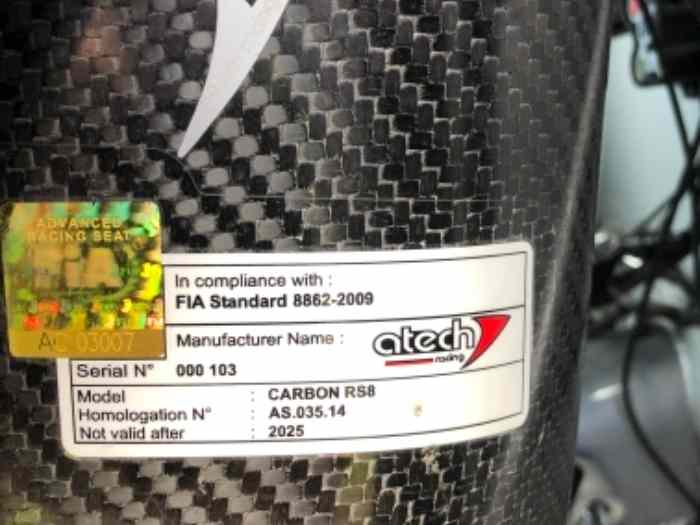 ADVANCED
RACING SEAT
FIA
AC 03007
In compliance with :
FIA Standard 8862-2009
Manufacturer Name :
atech
racing
Serial N° 000 103
Model : CARBON RS8
Homologation N° : AS.035.14
Not valid after : 2025